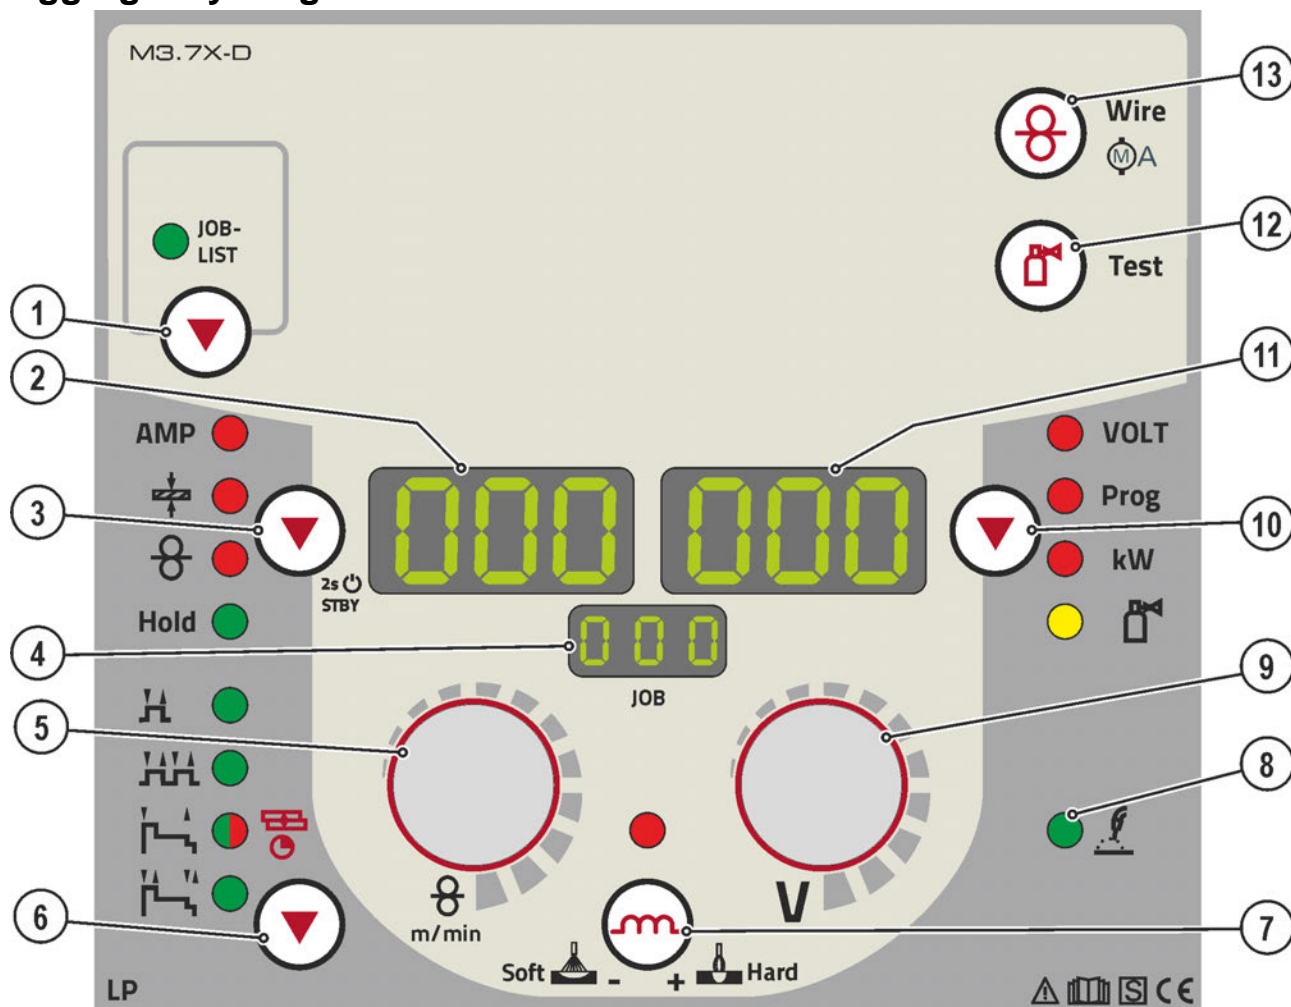 M3.7X-D
13
Wire
M A
JOB-
LIST
12
Test
1
11
2
AMP
VOLT
3
Prog
10
000
000
kW
2s
STBY
Hold
4
000
JOB
9
5
8
6
m/min
V
7
Soft - + Hard
LP
S CE